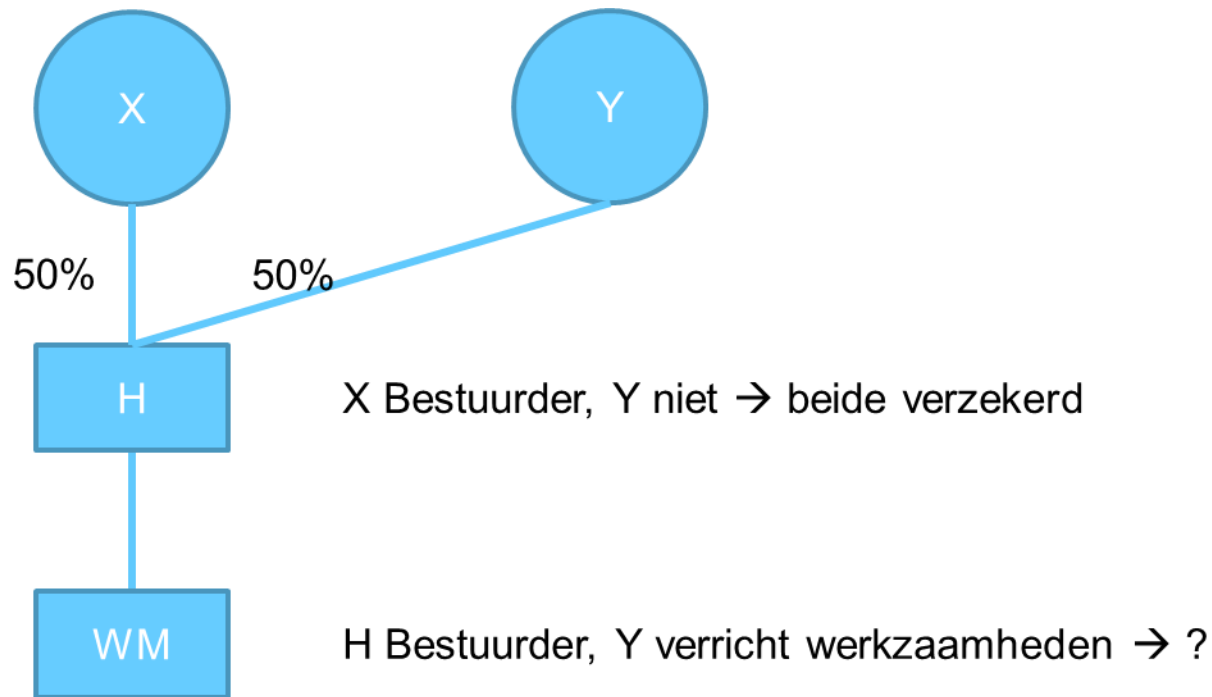 X
Y
50%
50%
H
X Bestuurder, Y niet → beide verzekerd
WM
H Bestuurder, Y verricht werkzaamheden → ?